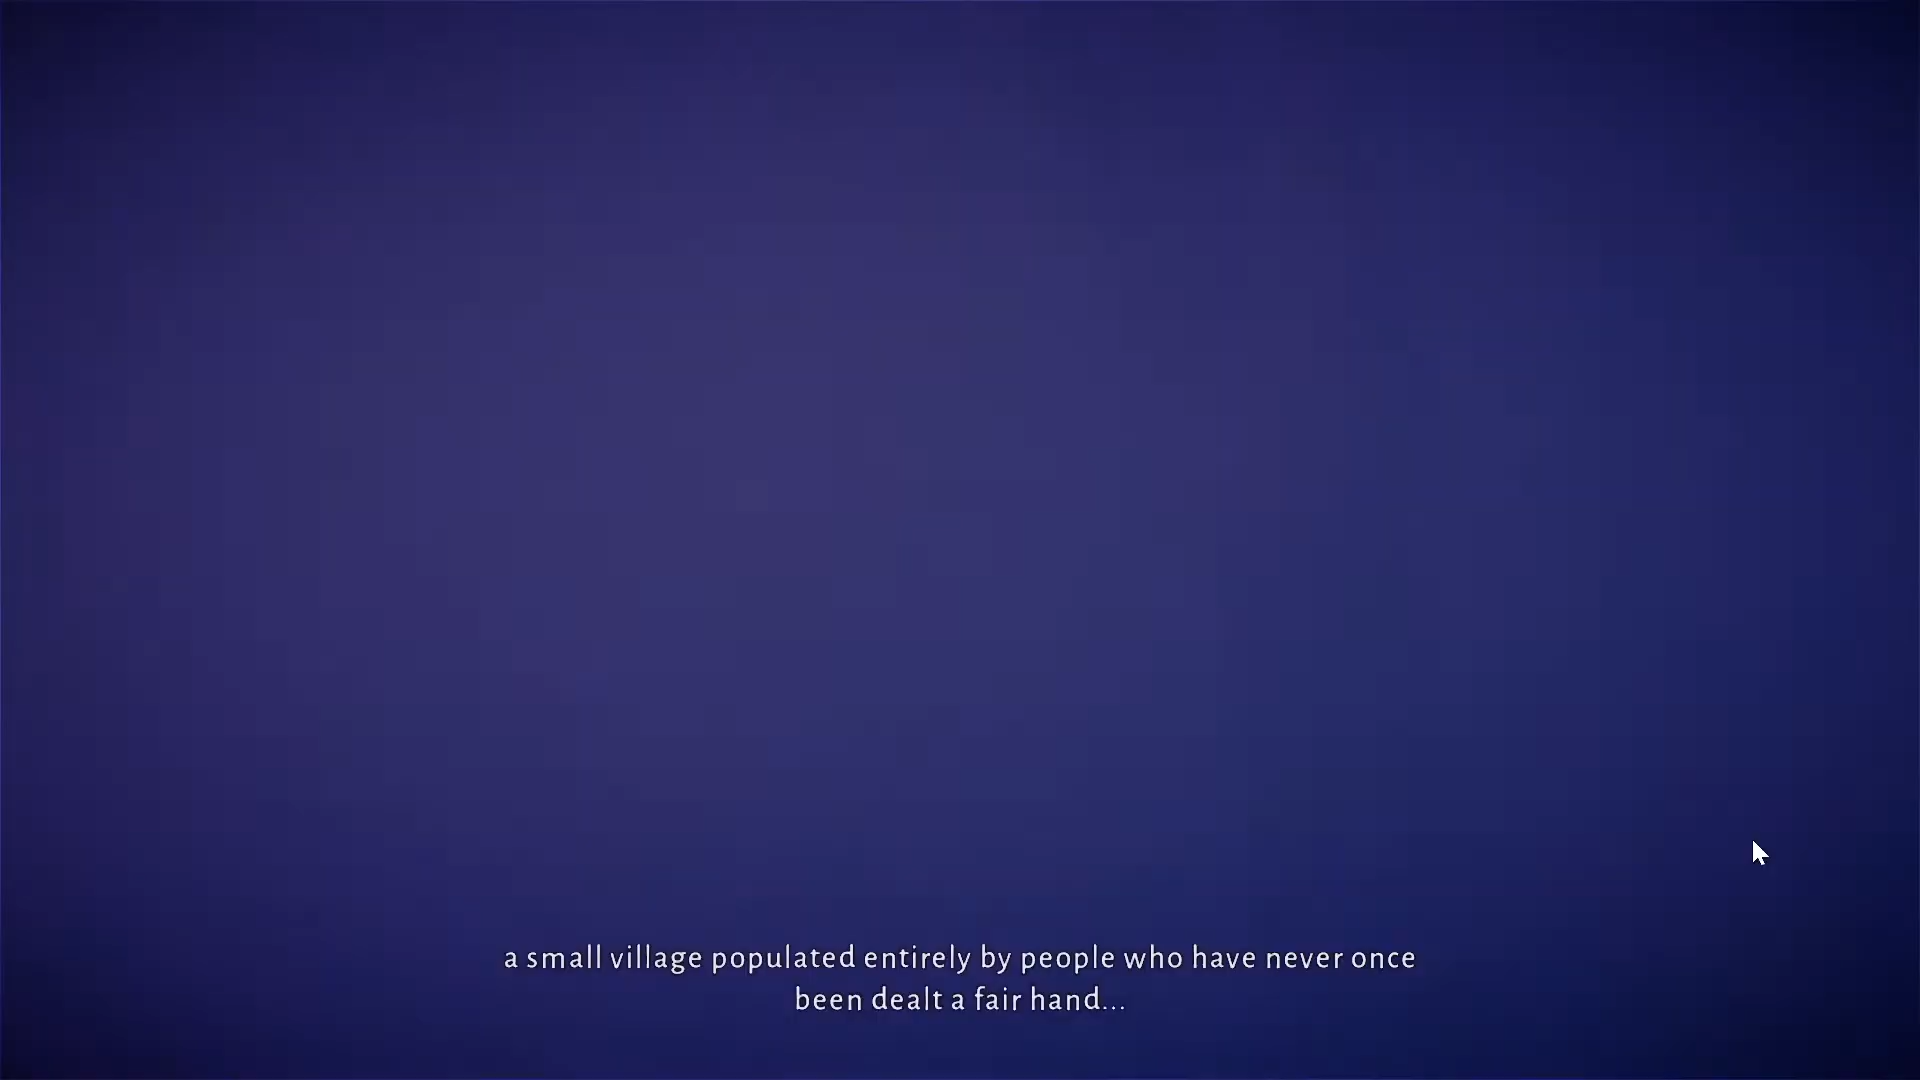 a small village populated entirely by people who have never once
been dealt a fair hand...